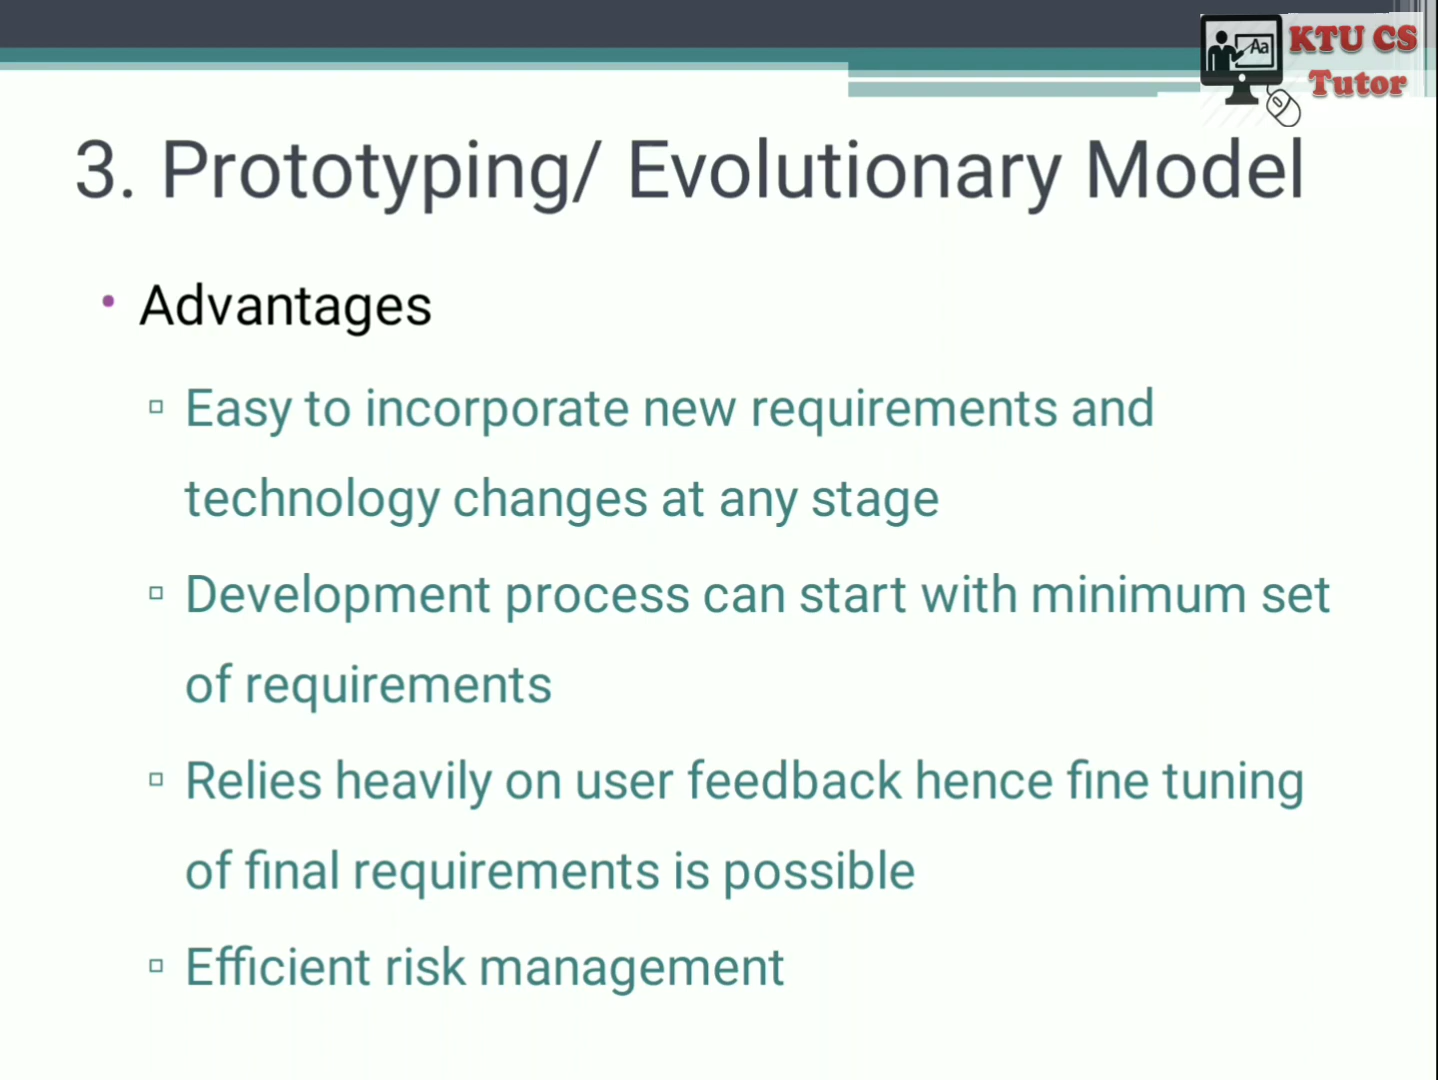 KTU CS
Tutor
Aa
3. Prototyping/ Evolutionary Model
• Advantages
▫ Easy to incorporate new requirements and
technology changes at any stage
▫ Development process can start with minimum set
of requirements
▫ Relies heavily on user feedback hence fine tuning
of final requirements is possible
▫ Efficient risk management